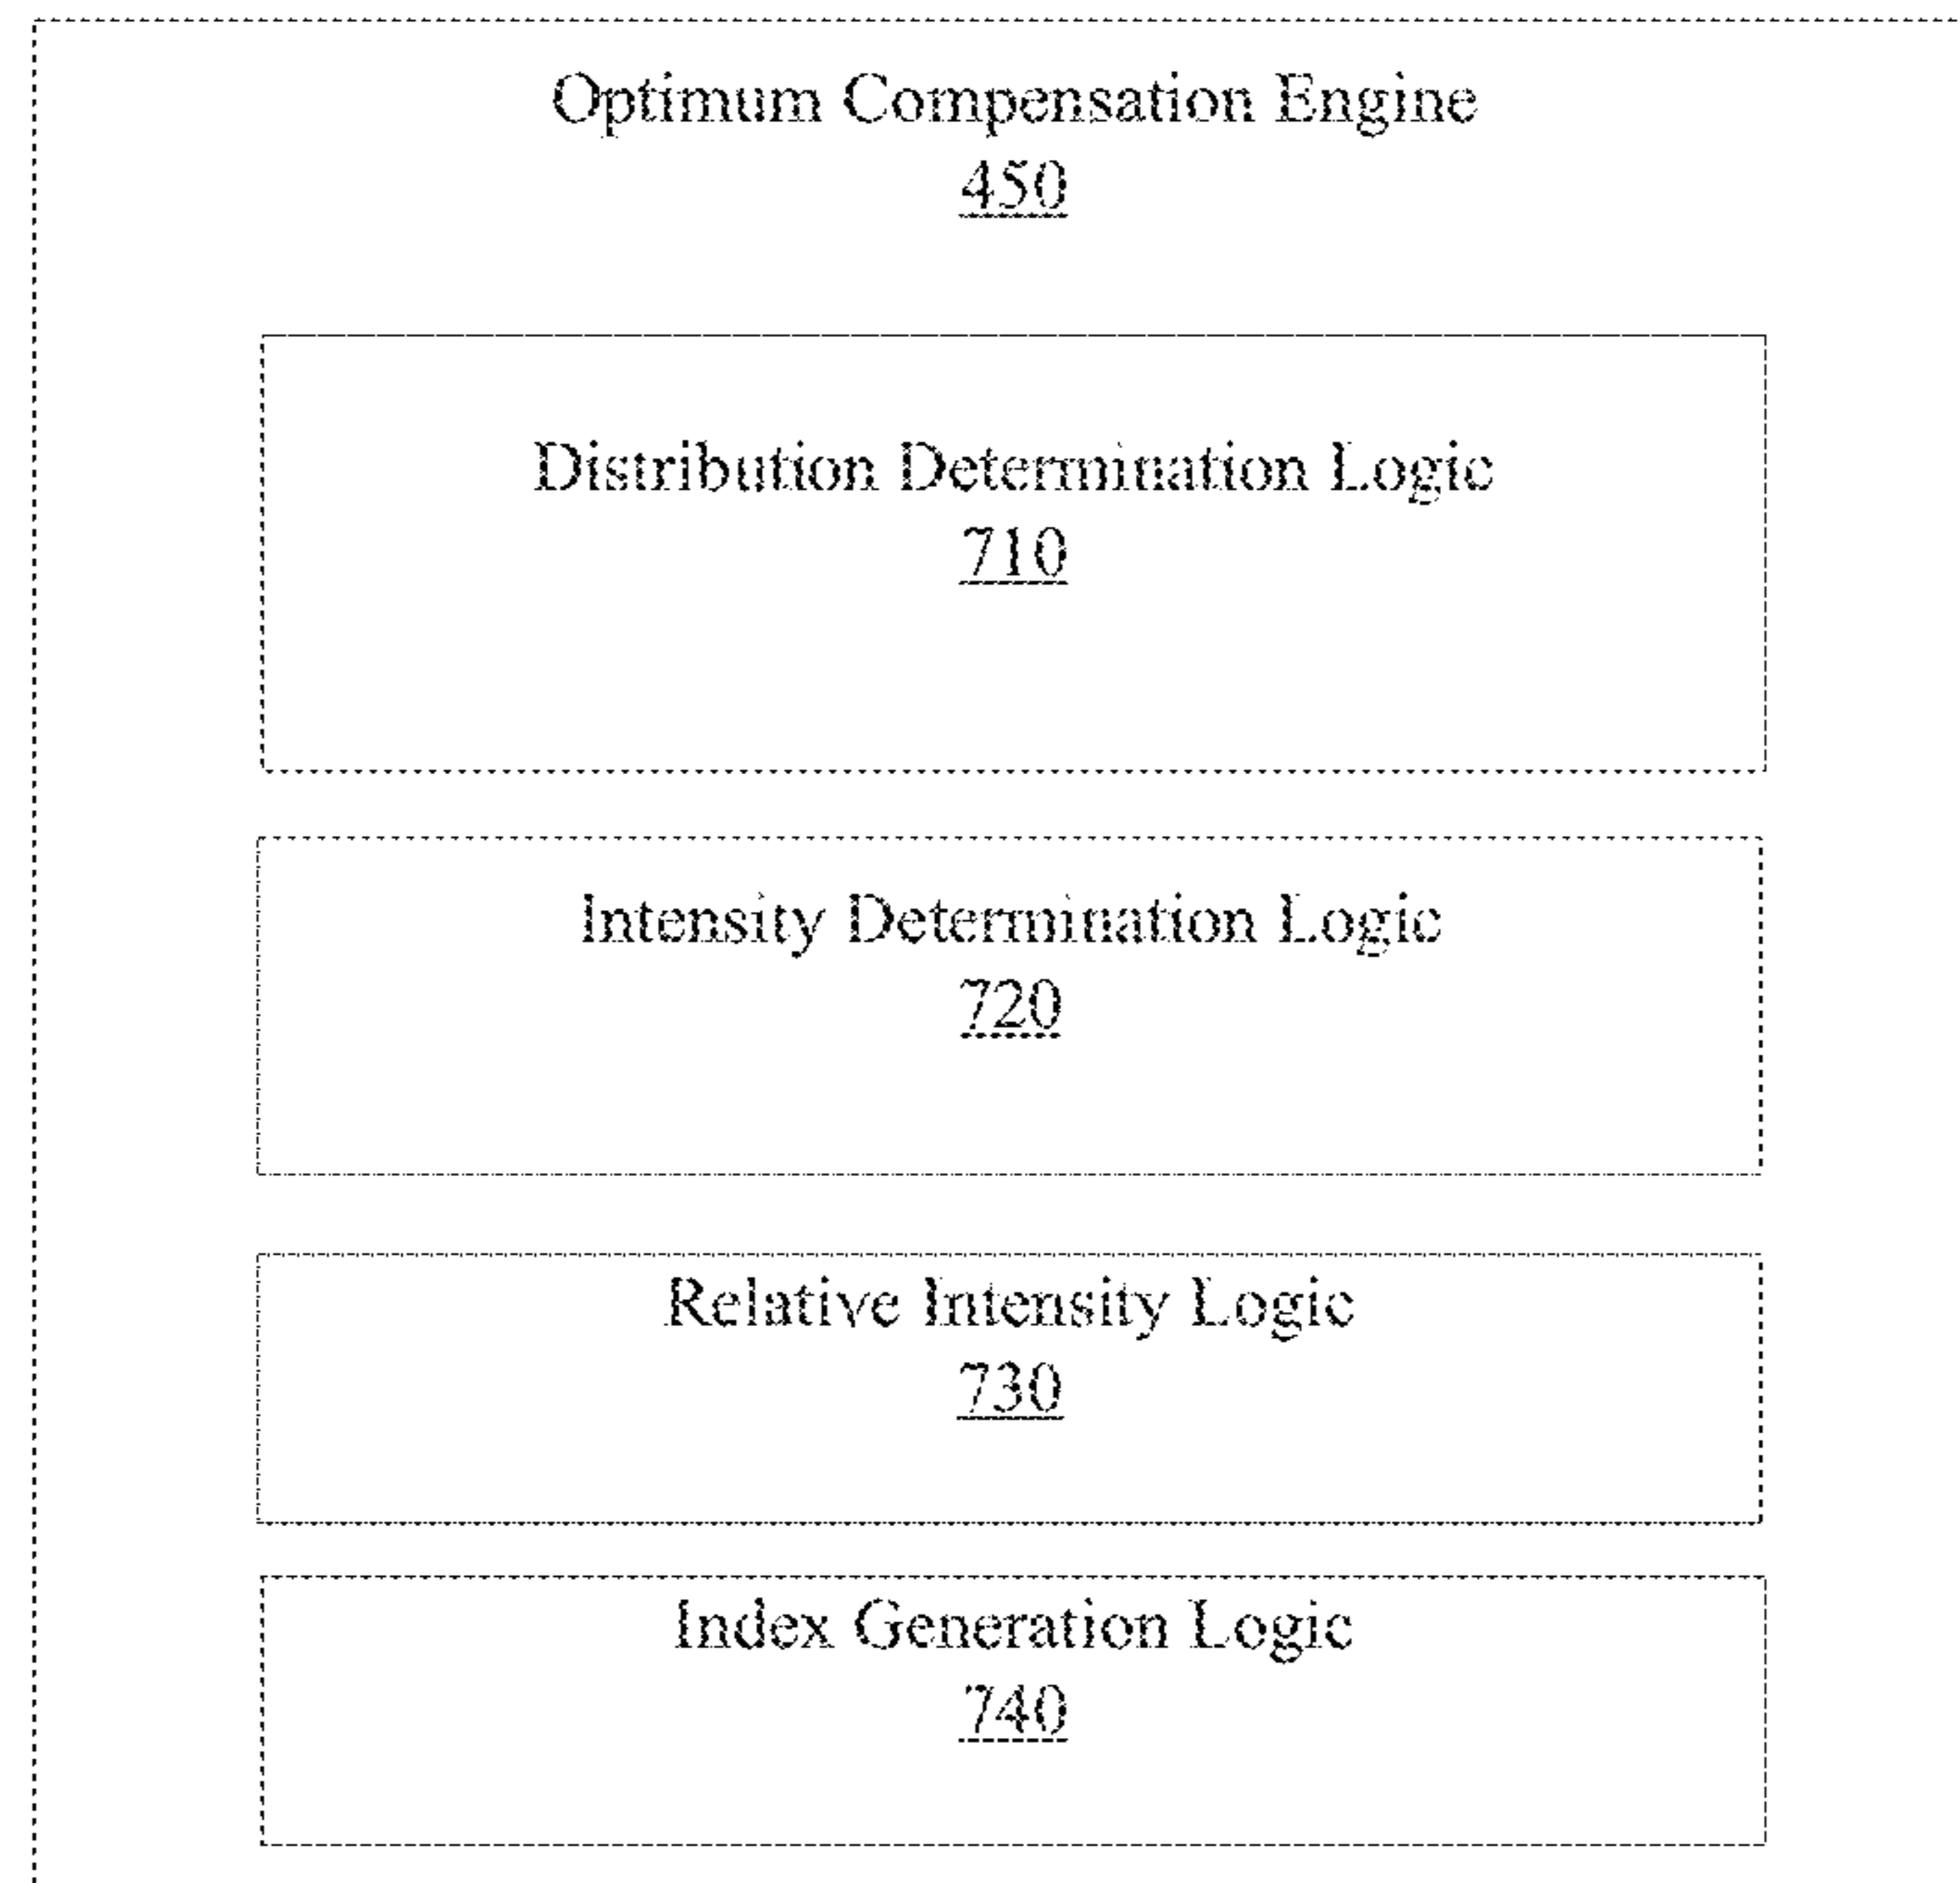 Optimum Compensation Engine
450
Distribution Determination Logic
710
Intensity Determination Logic
720
Relative Intensity Logic
730
Index Generation Logic
740